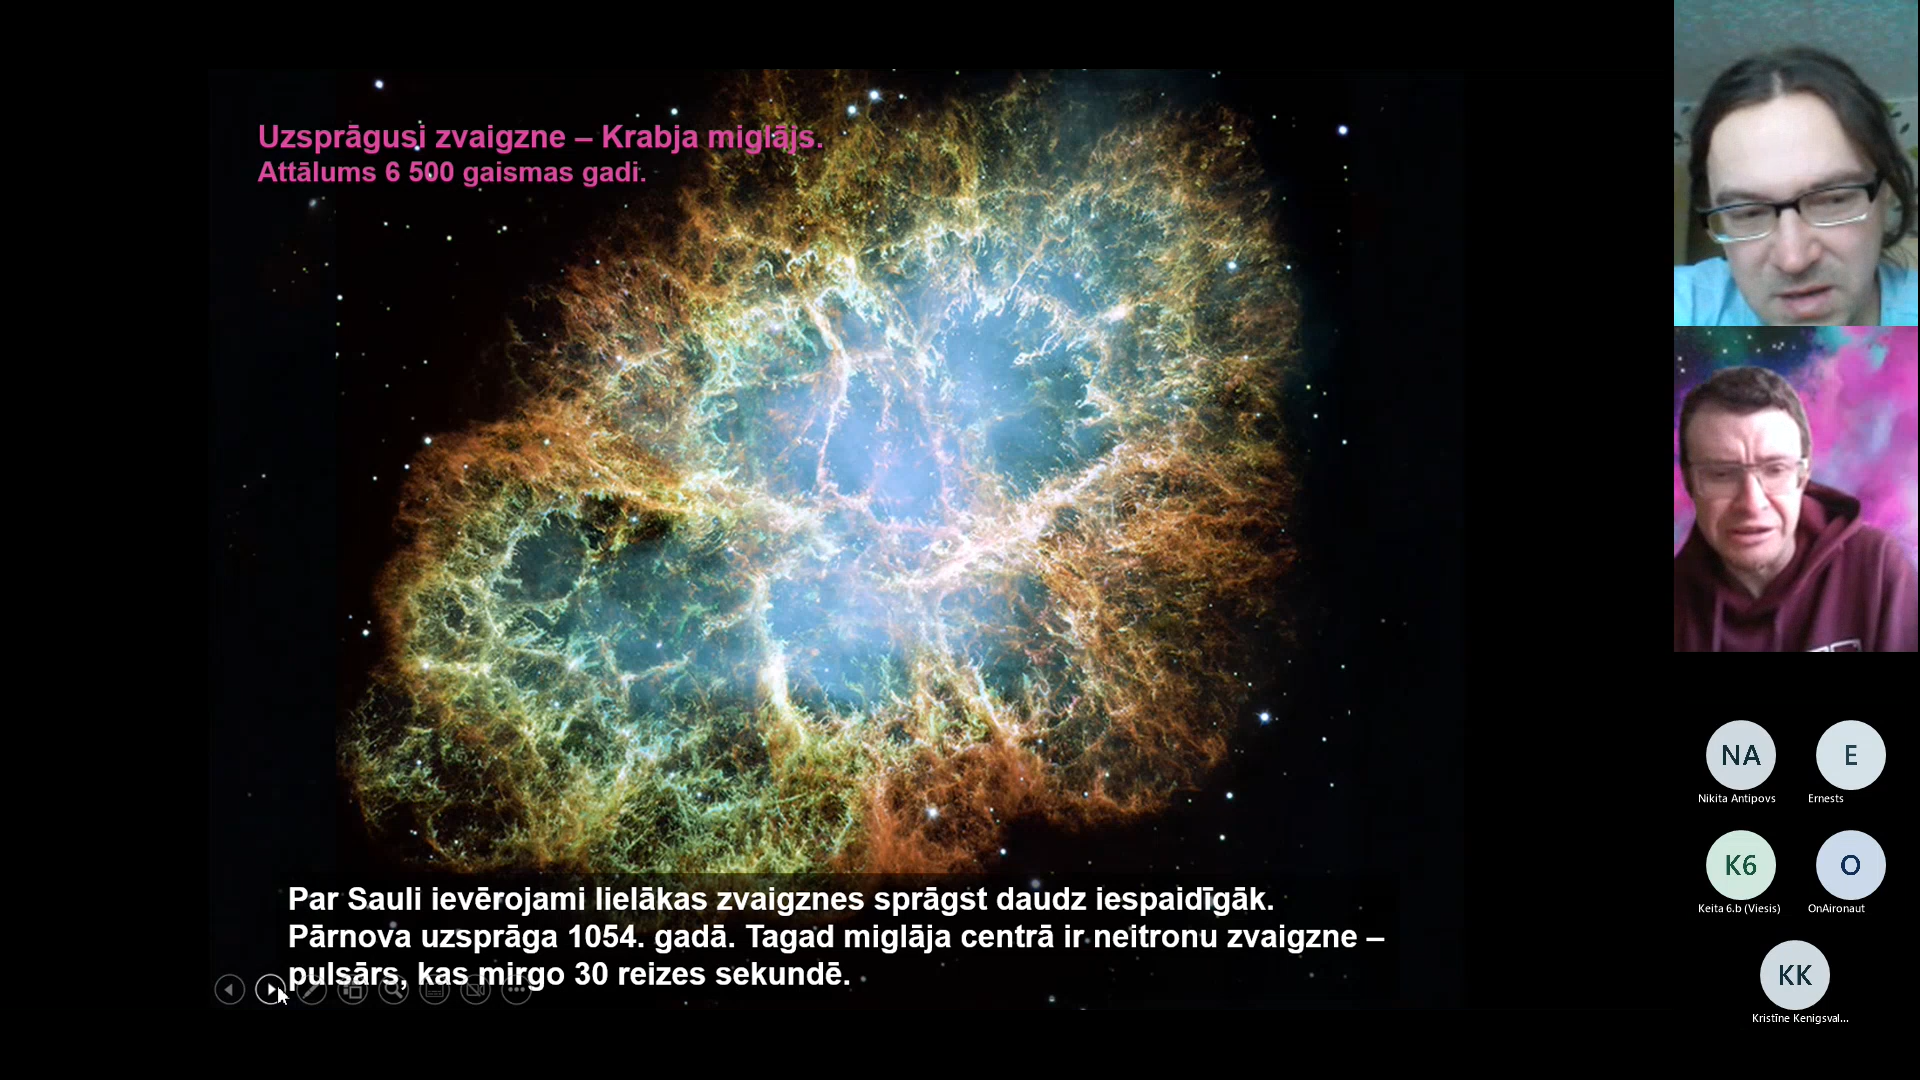 Uzsprāgusi zvaigzne – Krabja miglājs.
Attālums 6 500 gaismas gadi.
Par Sauli ievērojami lielākas zvaigznes sprāgst daudz iespaidīgāk.
Pārnova uzsprāga 1054. gadā. Tagad miglāja centrā ir neitronu zvaigzne –
pulsārs, kas mirgo 30 reizes sekundē.
NA
E
Nikita Antipovs
Ernests
K6
O
Keita 6.b (Viesis)
OnAironaut
KK
Kristīne Kenigsval...